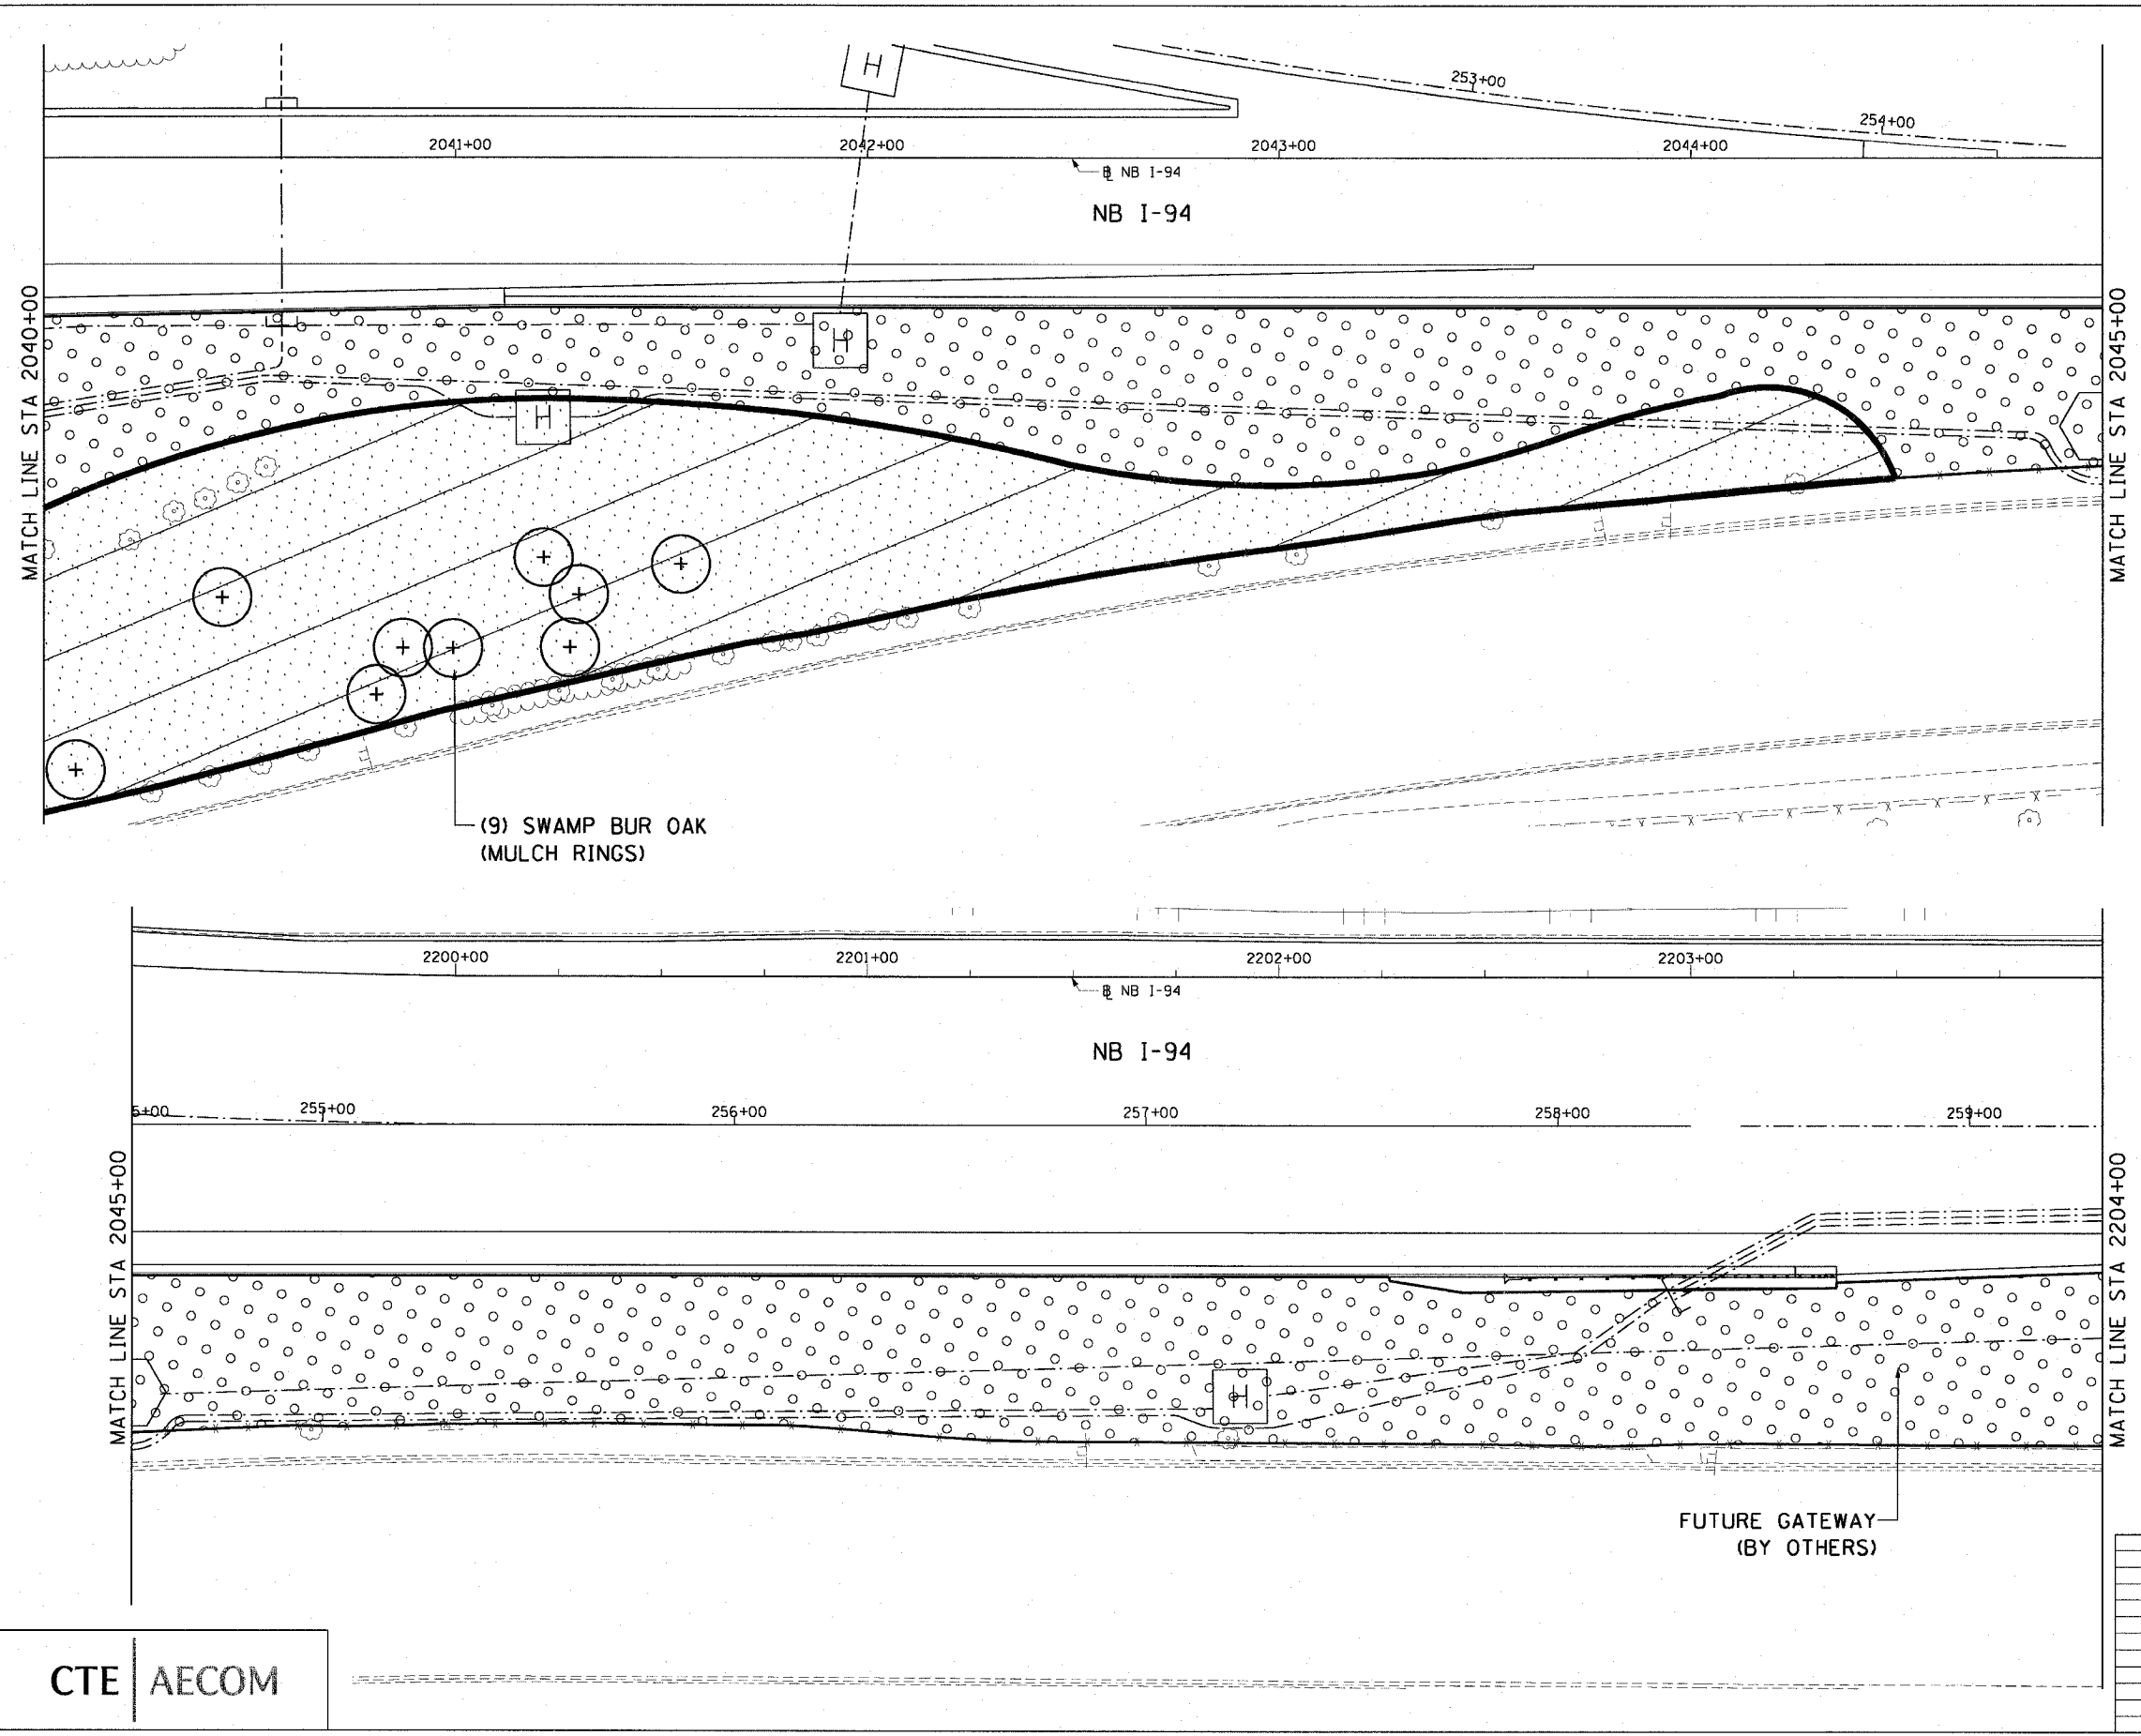 H
253+00
254+00
2041+00
2042+00
2043+00
2044+00
℄ NB I-94
NB I-94
MATCH LINE STA 2040+00
MATCH LINE STA 2045+00
H
H
(9) SWAMP BUR OAK
(MULCH RINGS)
2200+00
2201+00
2202+00
2203+00
℄ NB I-94
NB I-94
5+00
255+00
256+00
257+00
258+00
259+00
MATCH LINE STA 2045+00
MATCH LINE STA 2204+00
H
FUTURE GATEWAY
(BY OTHERS)
CTE | AECOM